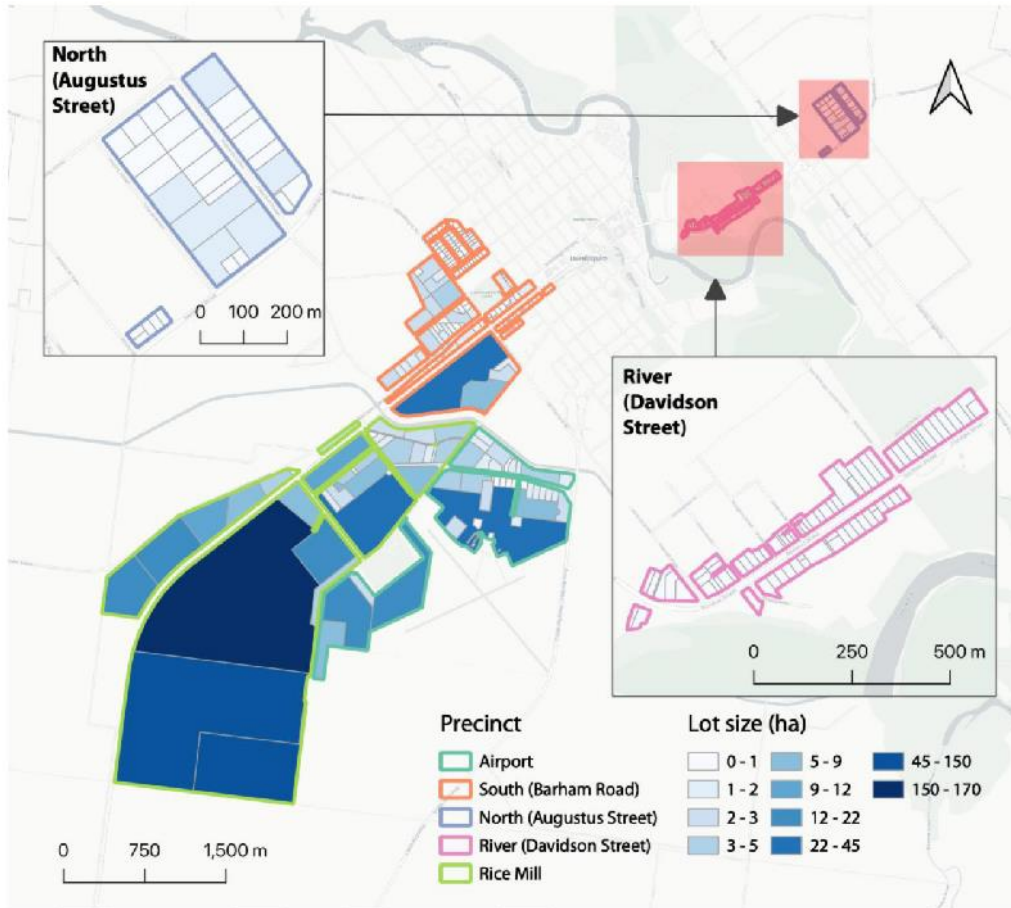 North
(Augustus
Street)
0 100 200 m
River
(Davidson
Street)
0 250 500 m
Precinct
Airport
South (Barham Road)
North (Augustus Street)
River (Davidson Street)
Rice Mill
Lot size (ha)
0 - 1
1 - 2
2 - 3
3 - 5
5 - 9
9 - 12
12 - 22
22 - 45
45 - 150
150 - 170
0 750 1,500 m